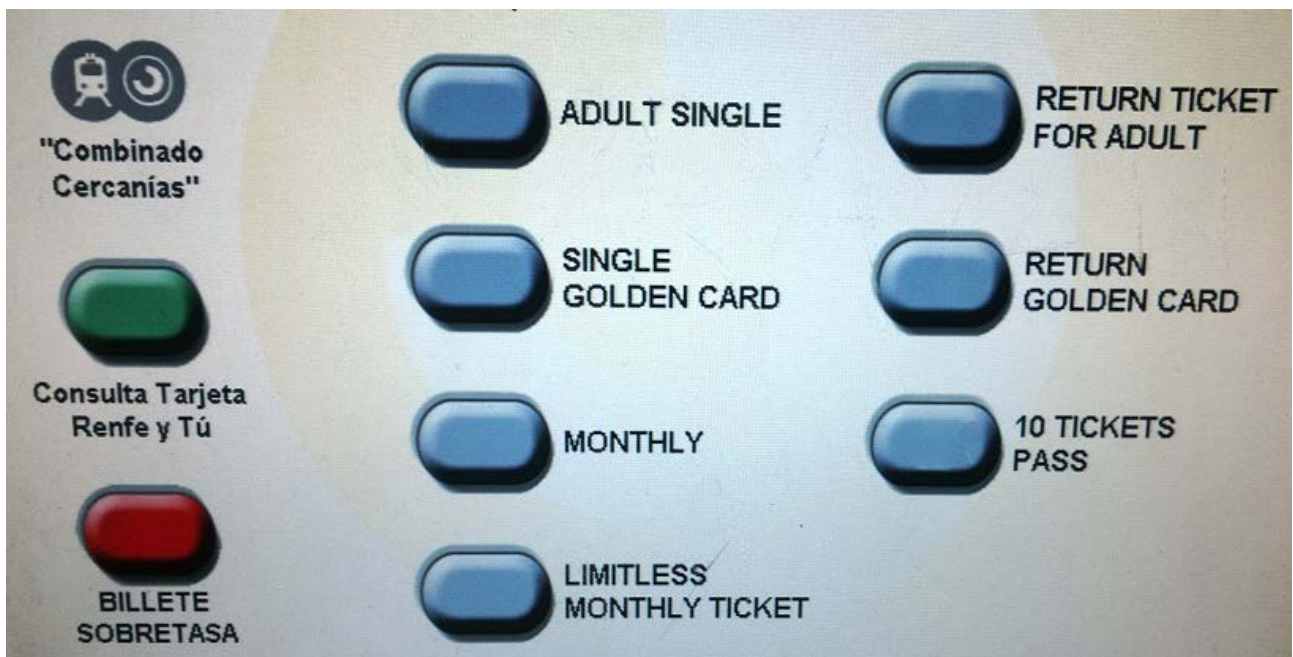 "Combinado
Cercanías"
Consulta Tarjeta
Renfe y Tú
BILLETE
SOBRETASA
ADULT SINGLE
SINGLE
GOLDEN CARD
MONTHLY
LIMITLESS
MONTHLY TICKET
RETURN TICKET
FOR ADULT
RETURN
GOLDEN CARD
10 TICKETS
PASS